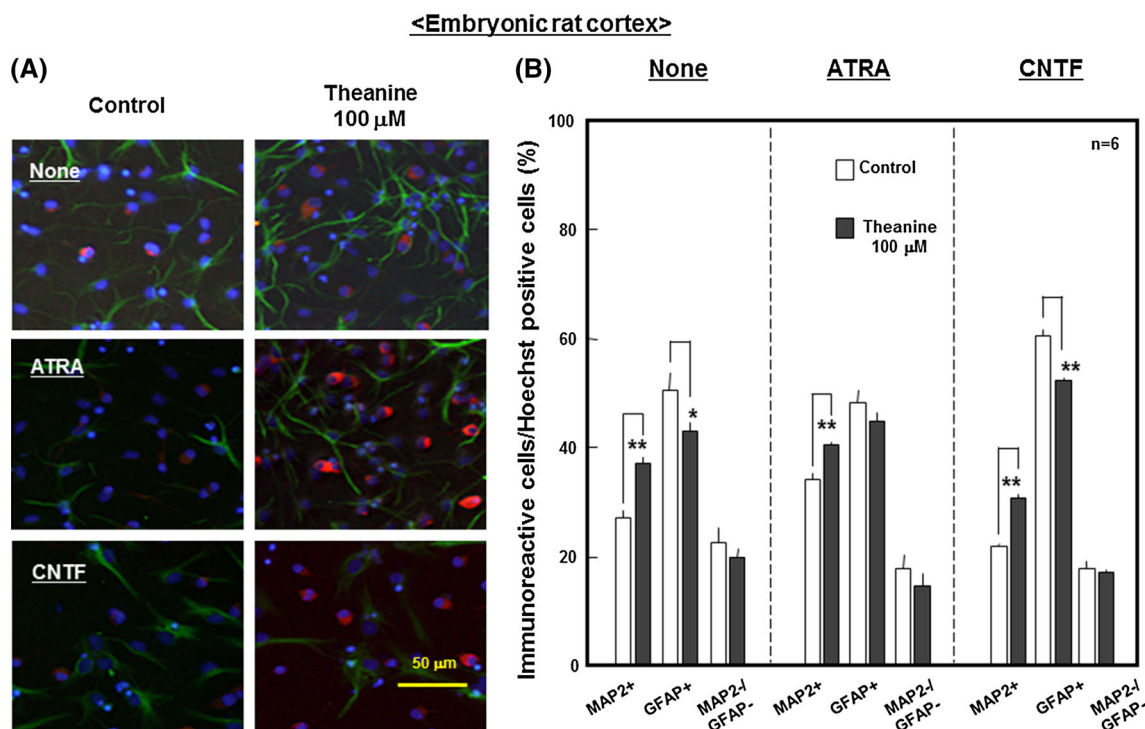 <Embryonic rat cortex>
(A)
Control
Theanine
100 μM
None
ATRA
CNTF
50 μm
(B)
None
ATRA
CNTF
Immunoreactive cells/Hoechst positive cells (%)
100
80
60
40
20
0
n=6
Control
Theanine
100 μM
**
*
**
**
**
MAP2+
GFAP+
MAP2-/
GFAP-
MAP2+
GFAP+
MAP2-/
GFAP-
MAP2+
GFAP+
MAP2-/
GFAP-